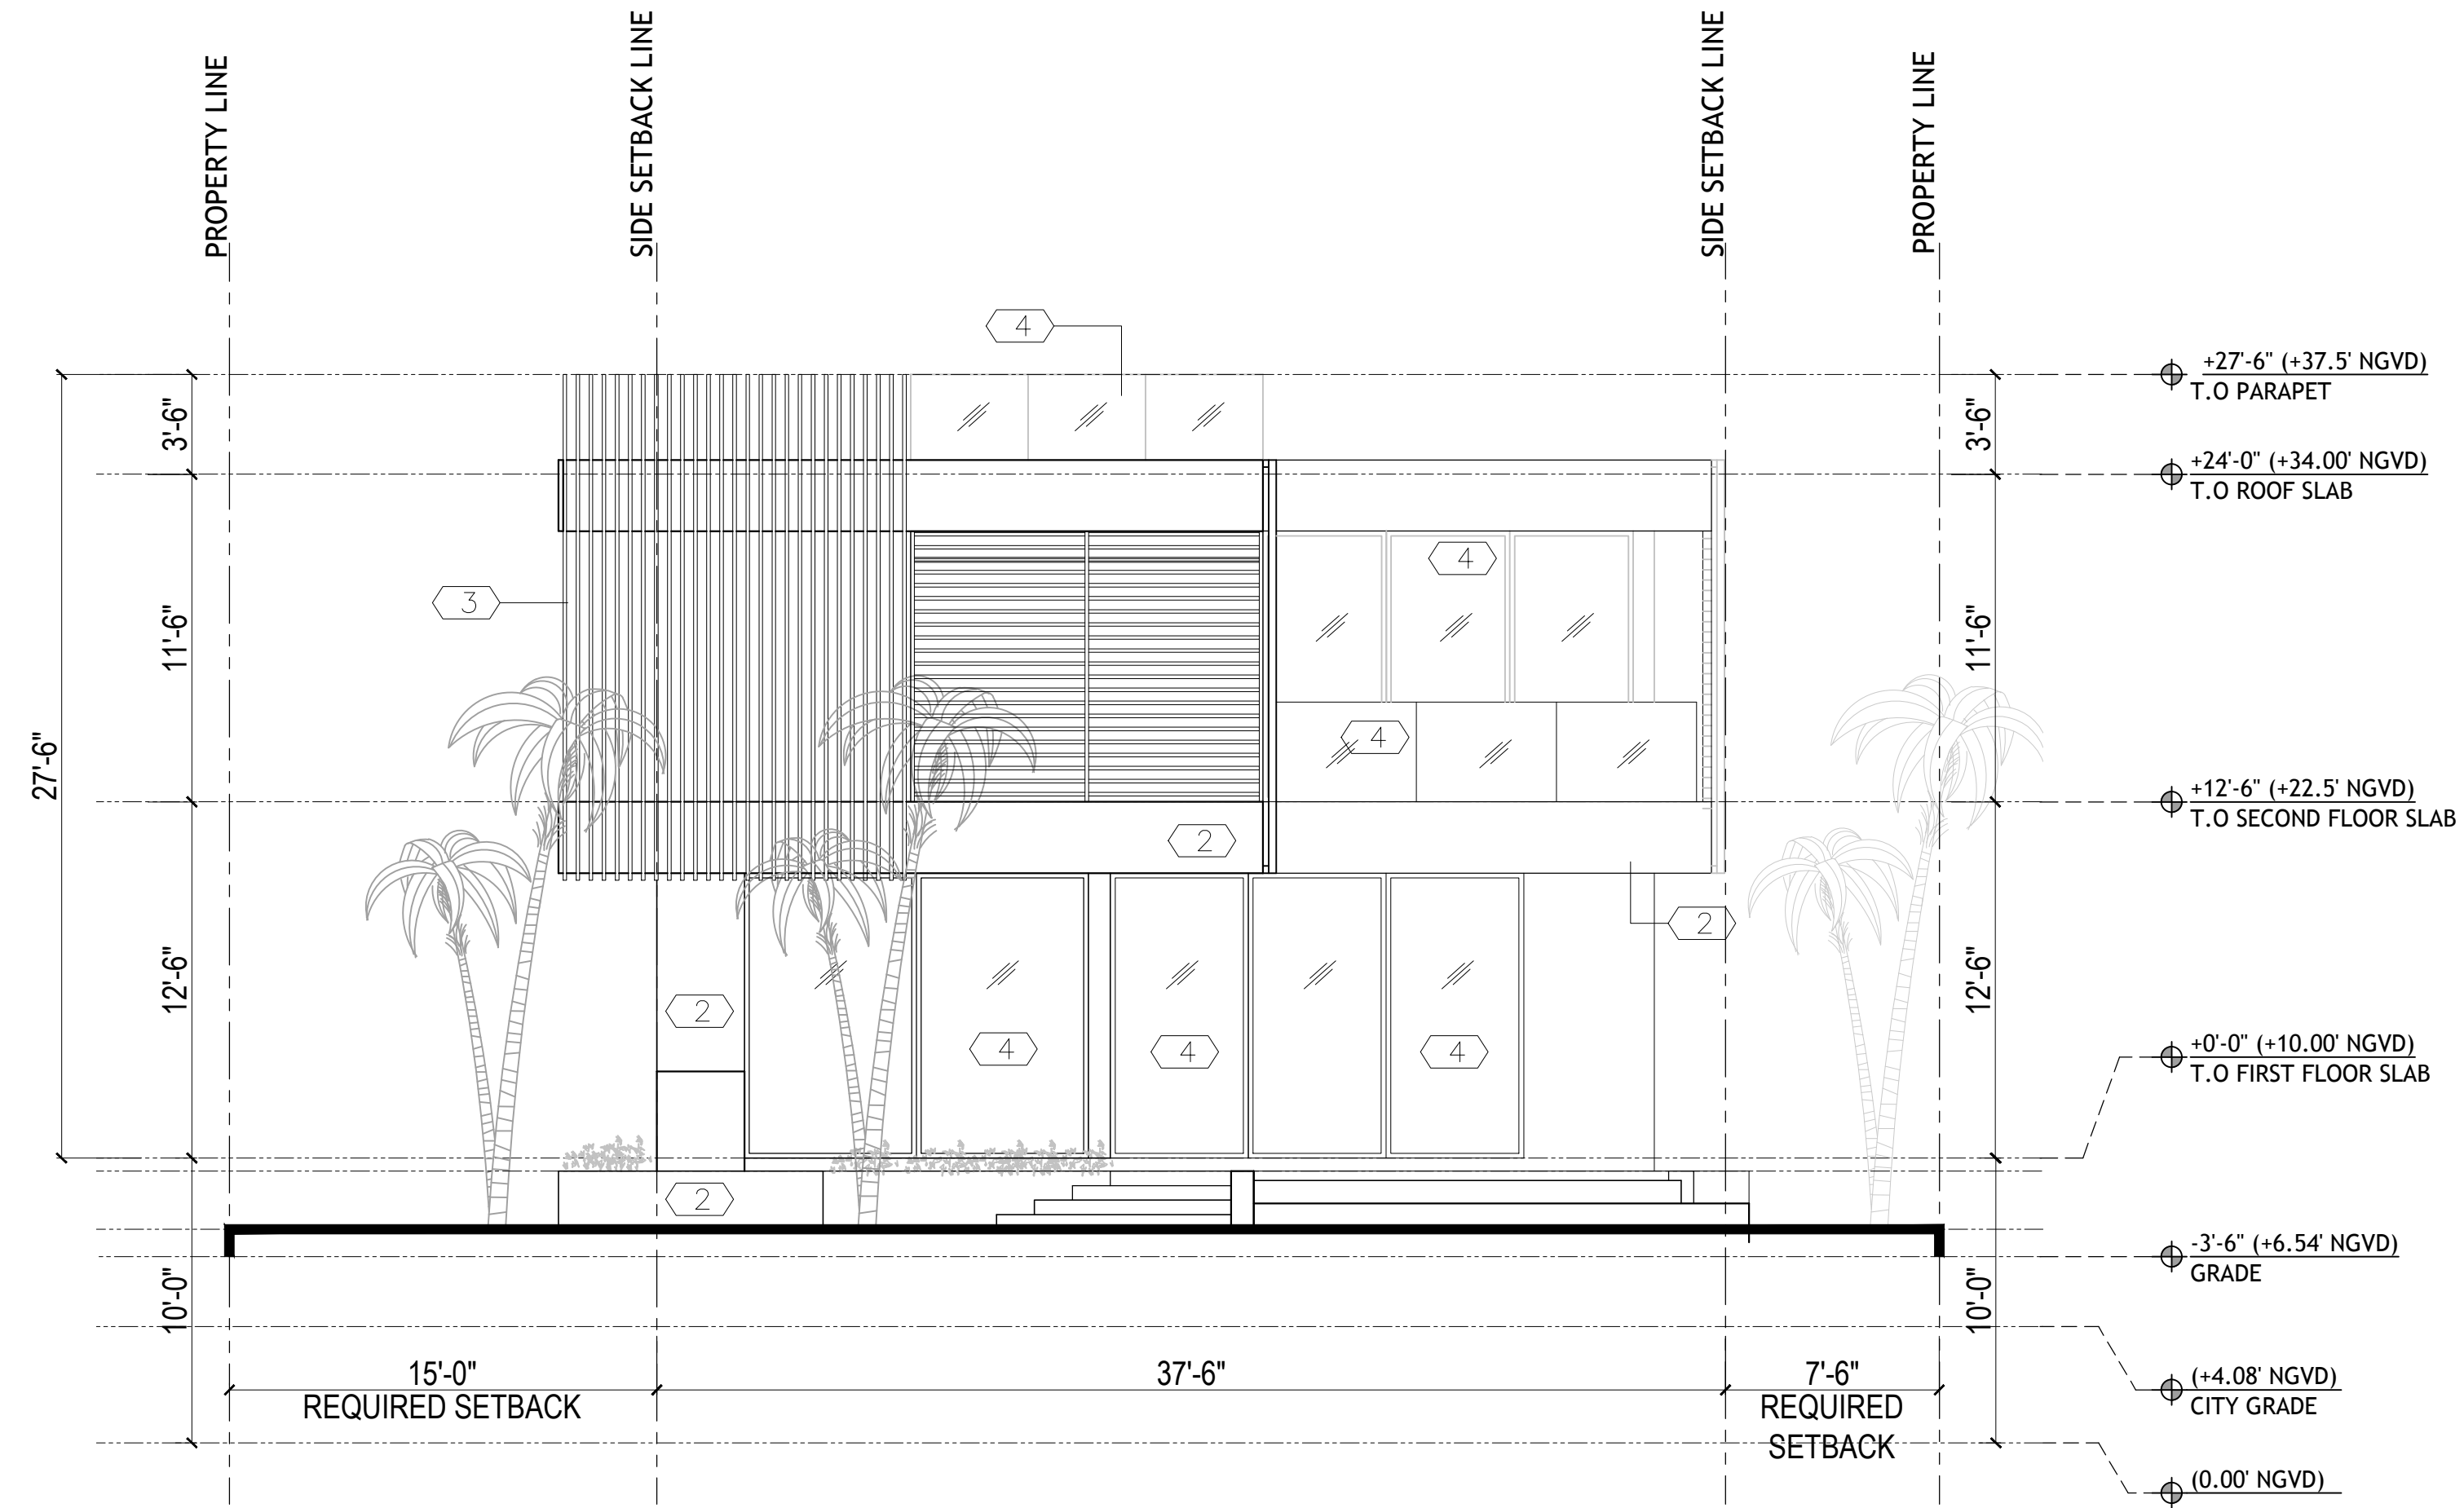 PROPERTY LINE
SIDE SETBACK LINE
SIDE SETBACK LINE
PROPERTY LINE
4
+27'-6" (+37.5' NGVD)
T.O PARAPET
3'-6"
3'-6"
+24'-0" (+34.00' NGVD)
T.O ROOF SLAB
4
3
11'-6"
11'-6"
4
27'-6"
+12'-6" (+22.5' NGVD)
T.O SECOND FLOOR SLAB
2
2
12'-6"
12'-6"
2
4
4
4
+0'-0" (+10.00' NGVD)
T.O FIRST FLOOR SLAB
2
-3'-6" (+6.54' NGVD)
GRADE
10'-0"
10'-0"
15'-0"
REQUIRED SETBACK
37'-6"
7'-6"
REQUIRED
SETBACK
(+4.08' NGVD)
CITY GRADE
(0.00' NGVD)